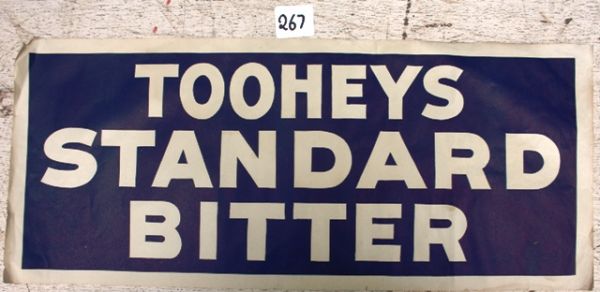 267
TOOHEYS
STANDARD
BITTER